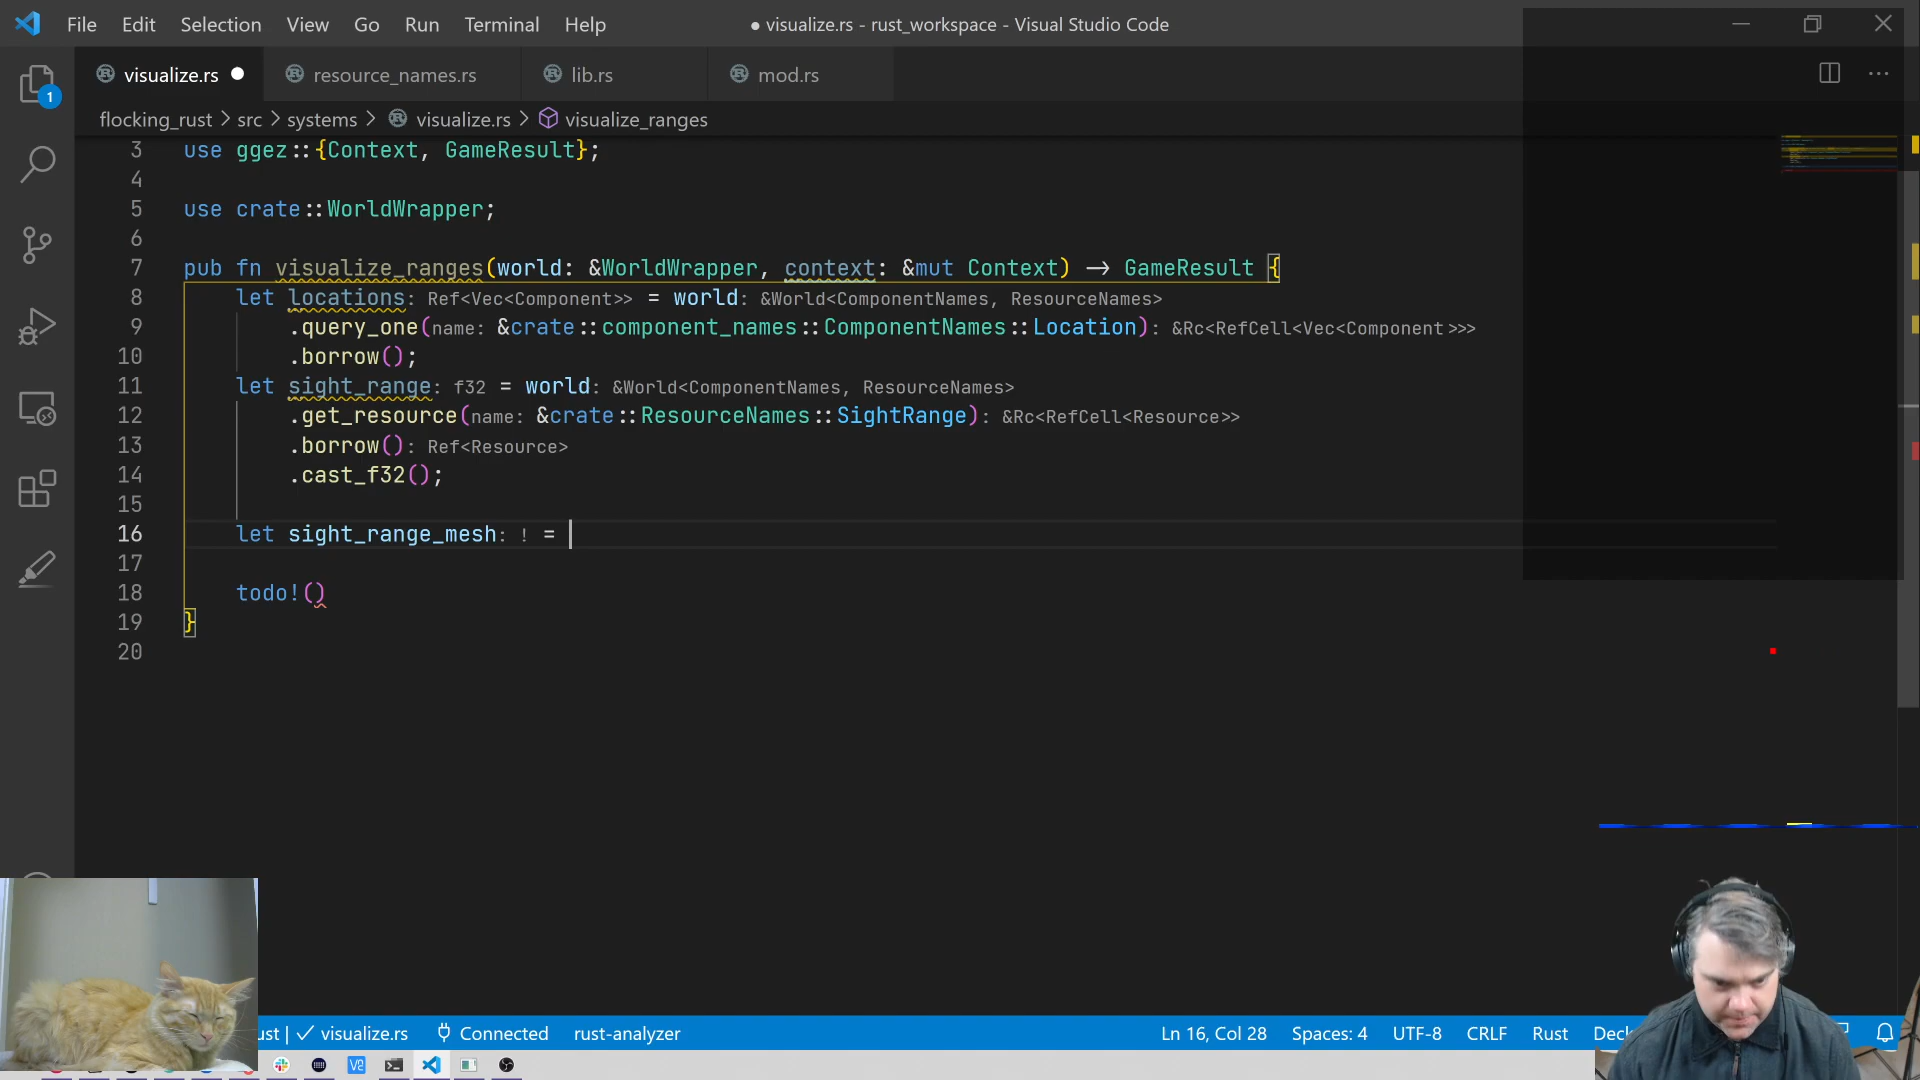 File Edit Selection View Go Run Terminal Help
● visualize.rs - rust_workspace - Visual Studio Code
visualize.rs ● resource_names.rs lib.rs mod.rs
1
flocking_rust > src > systems > visualize.rs > visualize_ranges
3 use ggez::{Context, GameResult};
4
5 use crate::WorldWrapper;
6
7 pub fn visualize_ranges(world: &WorldWrapper, context: &mut Context) -> GameResult {
8 let locations: Ref<Vec<Component>> = world: &World<ComponentNames, ResourceNames>
9 .query_one(name: &crate::component_names::ComponentNames::Location): &Rc<RefCell<Vec<Component>>>
10 .borrow();
11 let sight_range: f32 = world: &World<ComponentNames, ResourceNames>
12 .get_resource(name: &crate::ResourceNames::SightRange): &Rc<RefCell<Resource>>
13 .borrow(): Ref<Resource>
14 .cast_f32();
15
16 let sight_range_mesh: ! =
17
18 todo!()
19 }
20
ust | ✓ visualize.rs Connected rust-analyzer Ln 16, Col 28 Spaces: 4 UTF-8 CRLF Rust Deck